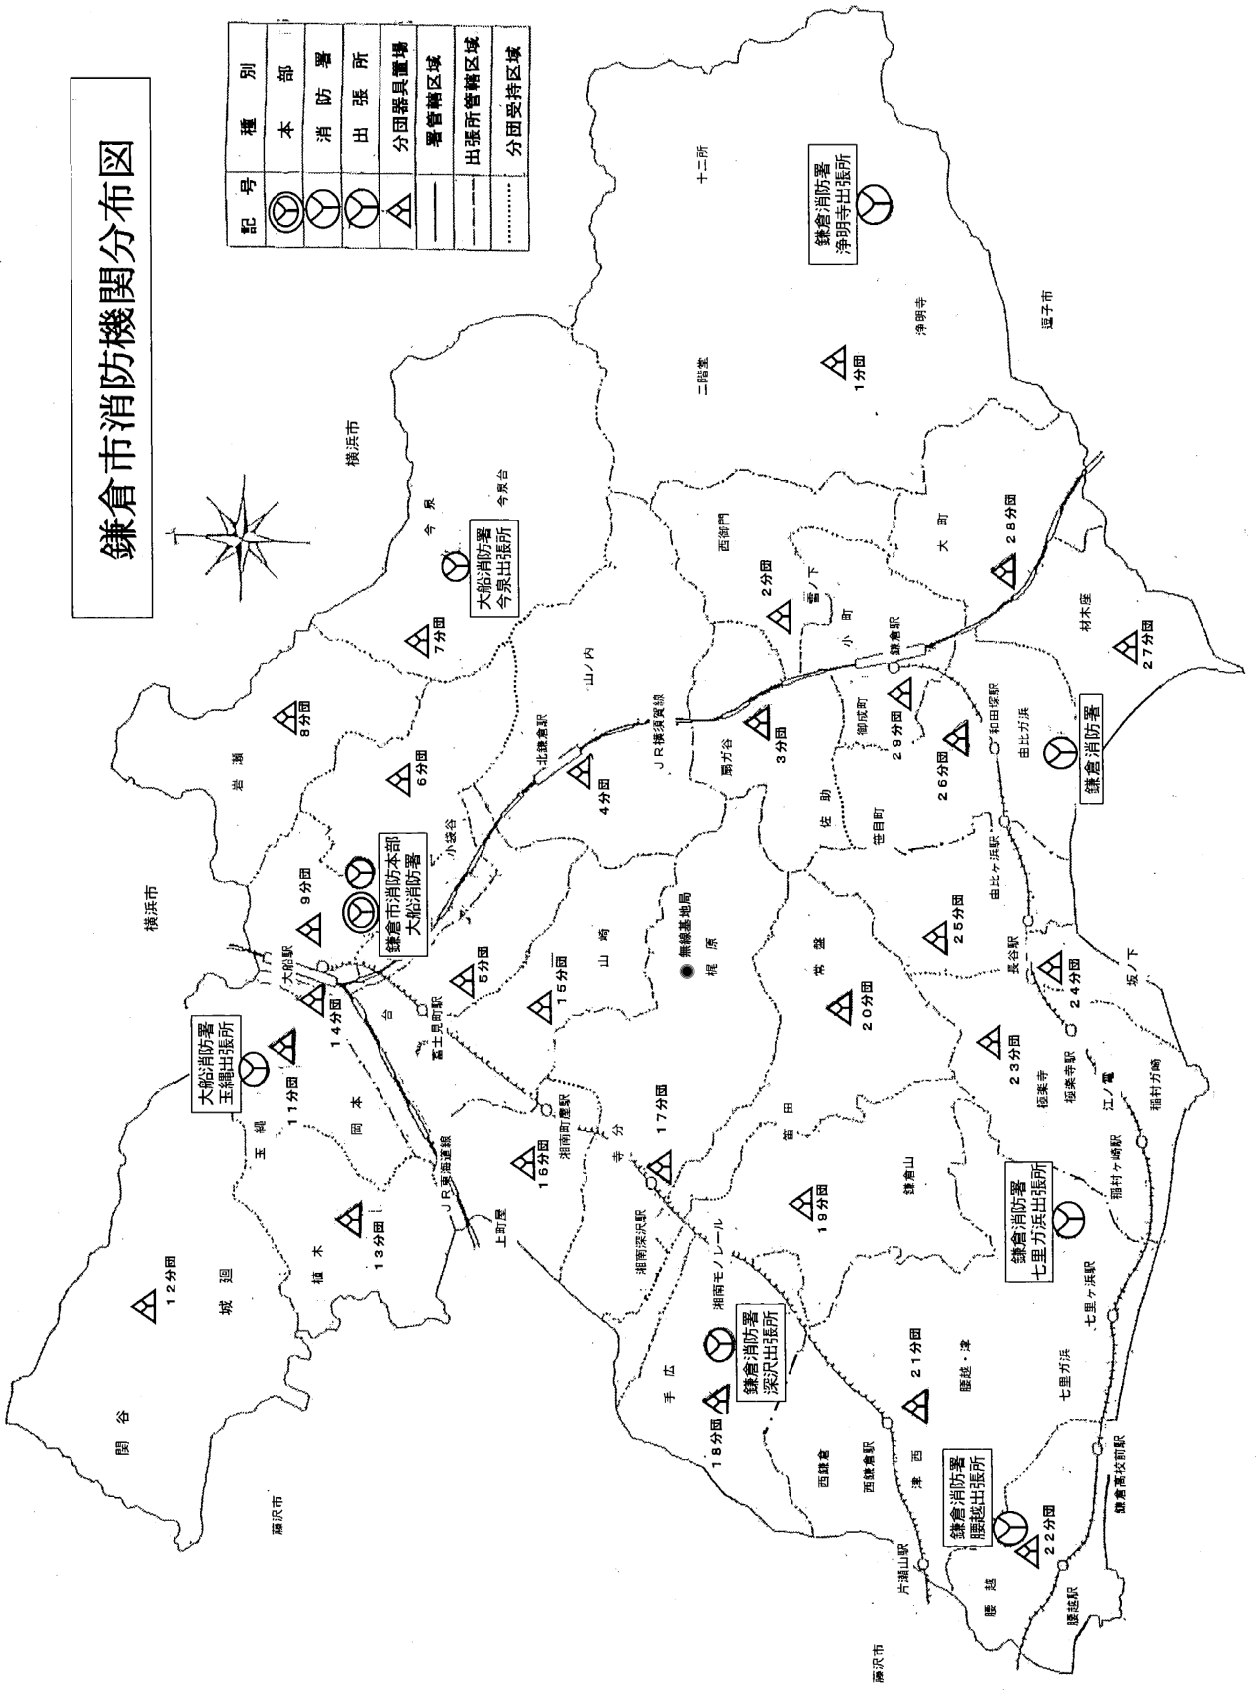 鎌倉市消防機関分布図
記号 種別
本部
消防署
出張所
分団器具置場
署管轄区域
出張所管轄区域
分団受持区域
横浜市
横浜市
藤沢市
藤沢市
逗子市
関谷
城廻
12分団
植木
13分団
玉縄
大船消防署
玉縄出張所
11分団
岡本
14分団
大船駅
台
9分団
鎌倉市消防本部
大船消防署
岩瀬
8分団
6分団
小袋谷
7分団
今泉
今泉台
大船消防署
今泉出張所
JR東海道線
富士見町駅
5分団
北鎌倉駅
4分団
山ノ内
JR横須賀線
上町屋
16分団
湘南町屋駅
15分団
山崎
寺分
17分団
湘南深沢駅
湘南モノレール
無線基地局
梶原
手広
18分団
鎌倉消防署
深沢出張所
笛田
19分団
常盤
20分団
鎌倉山
扇ガ谷
3分団
佐助
御成町
笹目町
29分団
26分団
西御門
2分団
雪ノ下
小町
鎌倉駅
二階堂
十二所
1分団
浄明寺
鎌倉消防署
浄明寺出張所
大町
28分団
材木座
27分団
和田塚駅
由比ガ浜
鎌倉消防署
由比ヶ浜駅
25分団
長谷駅
24分団
坂ノ下
23分団
極楽寺
極楽寺駅
江ノ電
稲村ガ崎
稲村ヶ崎駅
鎌倉消防署
七里ガ浜出張所
七里ヶ浜駅
七里ガ浜
腰越・津
21分団
西鎌倉
西鎌倉駅
津西
鎌倉消防署
腰越出張所
22分団
鎌倉高校前駅
片瀬山駅
腰越
腰越駅